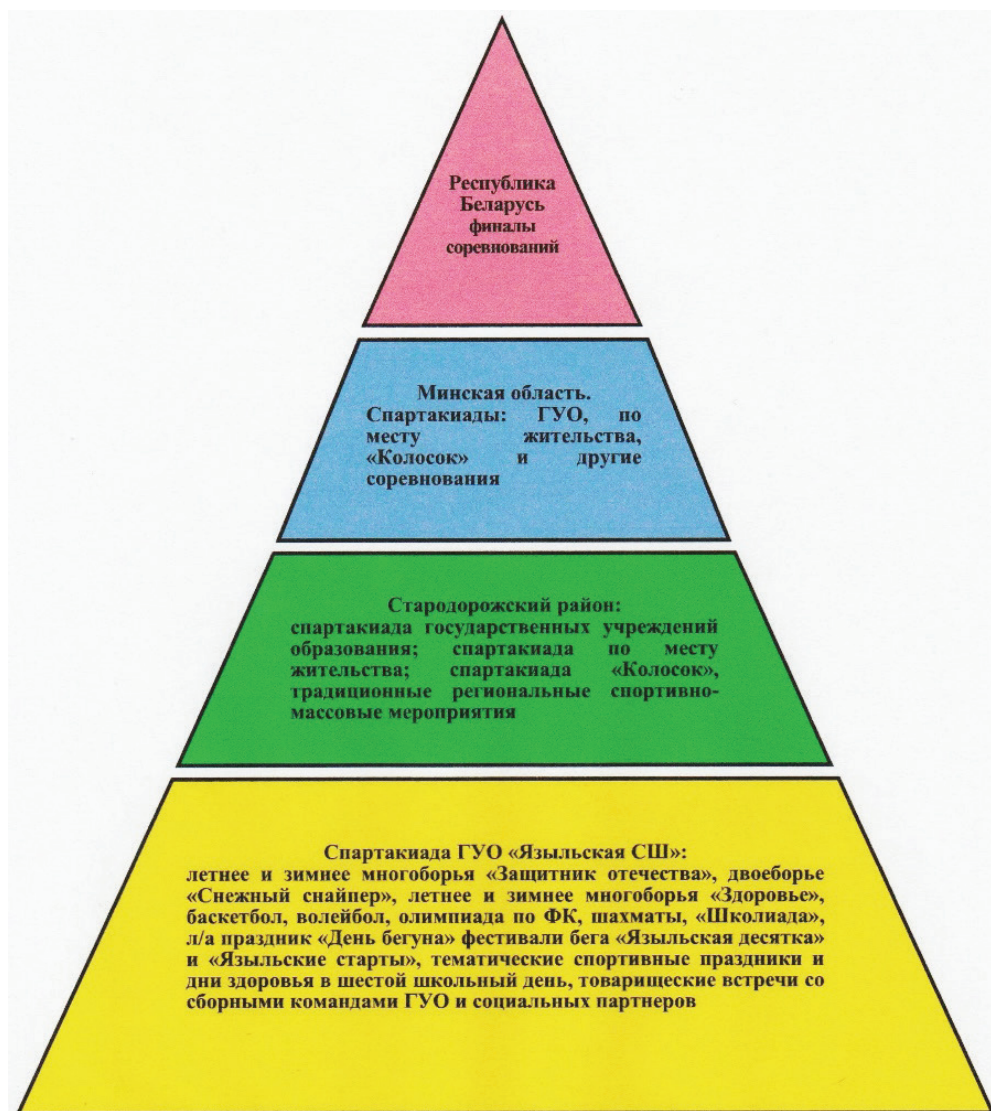 Республика
Беларусь
финалы
соревнований
Минская область.
Спартакиады: ГУО, по
месту жительства,
«Колосок» и другие
соревнования
Стародорожский район:
спартакиада государственных учреждений
образования; спартакиада по месту
жительства; спартакиада «Колосок»,
традиционные региональные спортивно-
массовые мероприятия
Спартакиада ГУО «Языльская СШ»:
летнее и зимнее многоборья «Защитник отечества», двоеборье
«Снежный снайпер», летнее и зимнее многоборья «Здоровье»,
баскетбол, волейбол, олимпиада по ФК, шахматы, «Школиада»,
л/а праздник «День бегуна» фестивали бега «Языльская десятка»
и «Языльские старты», тематические спортивные праздники и
дни здоровья в шестой школьный день, товарищеские встречи со
сборными командами ГУО и социальных партнеров